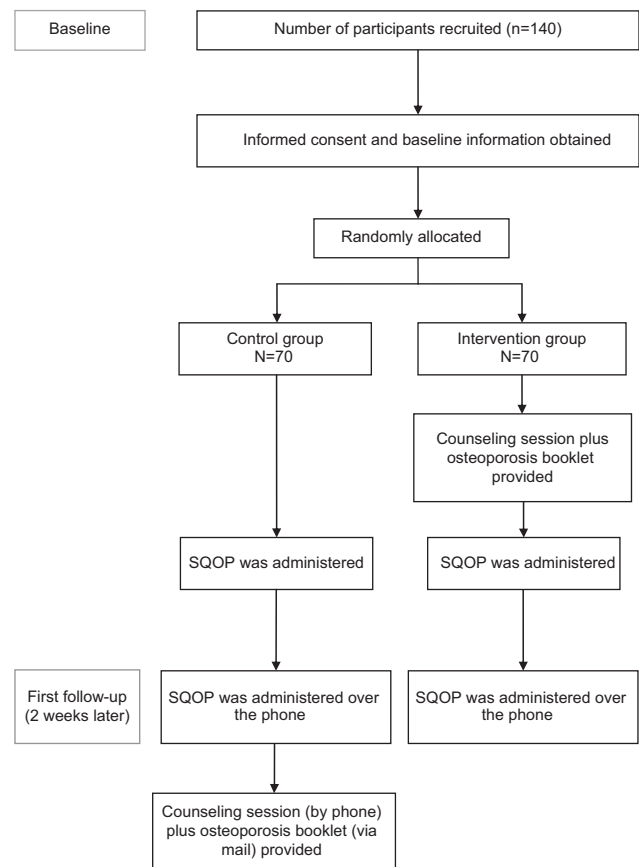 Baseline
Number of participants recruited (n=140)
Informed consent and baseline information obtained
Randomly allocated
Control group
N=70
Intervention group
N=70
Counseling session plus
osteoporosis booklet
provided
SQOP was administered
SQOP was administered
First follow-up
(2 weeks later)
SQOP was administered over
the phone
SQOP was administered over
the phone
Counseling session (by phone)
plus osteoporosis booklet (via
mail) provided